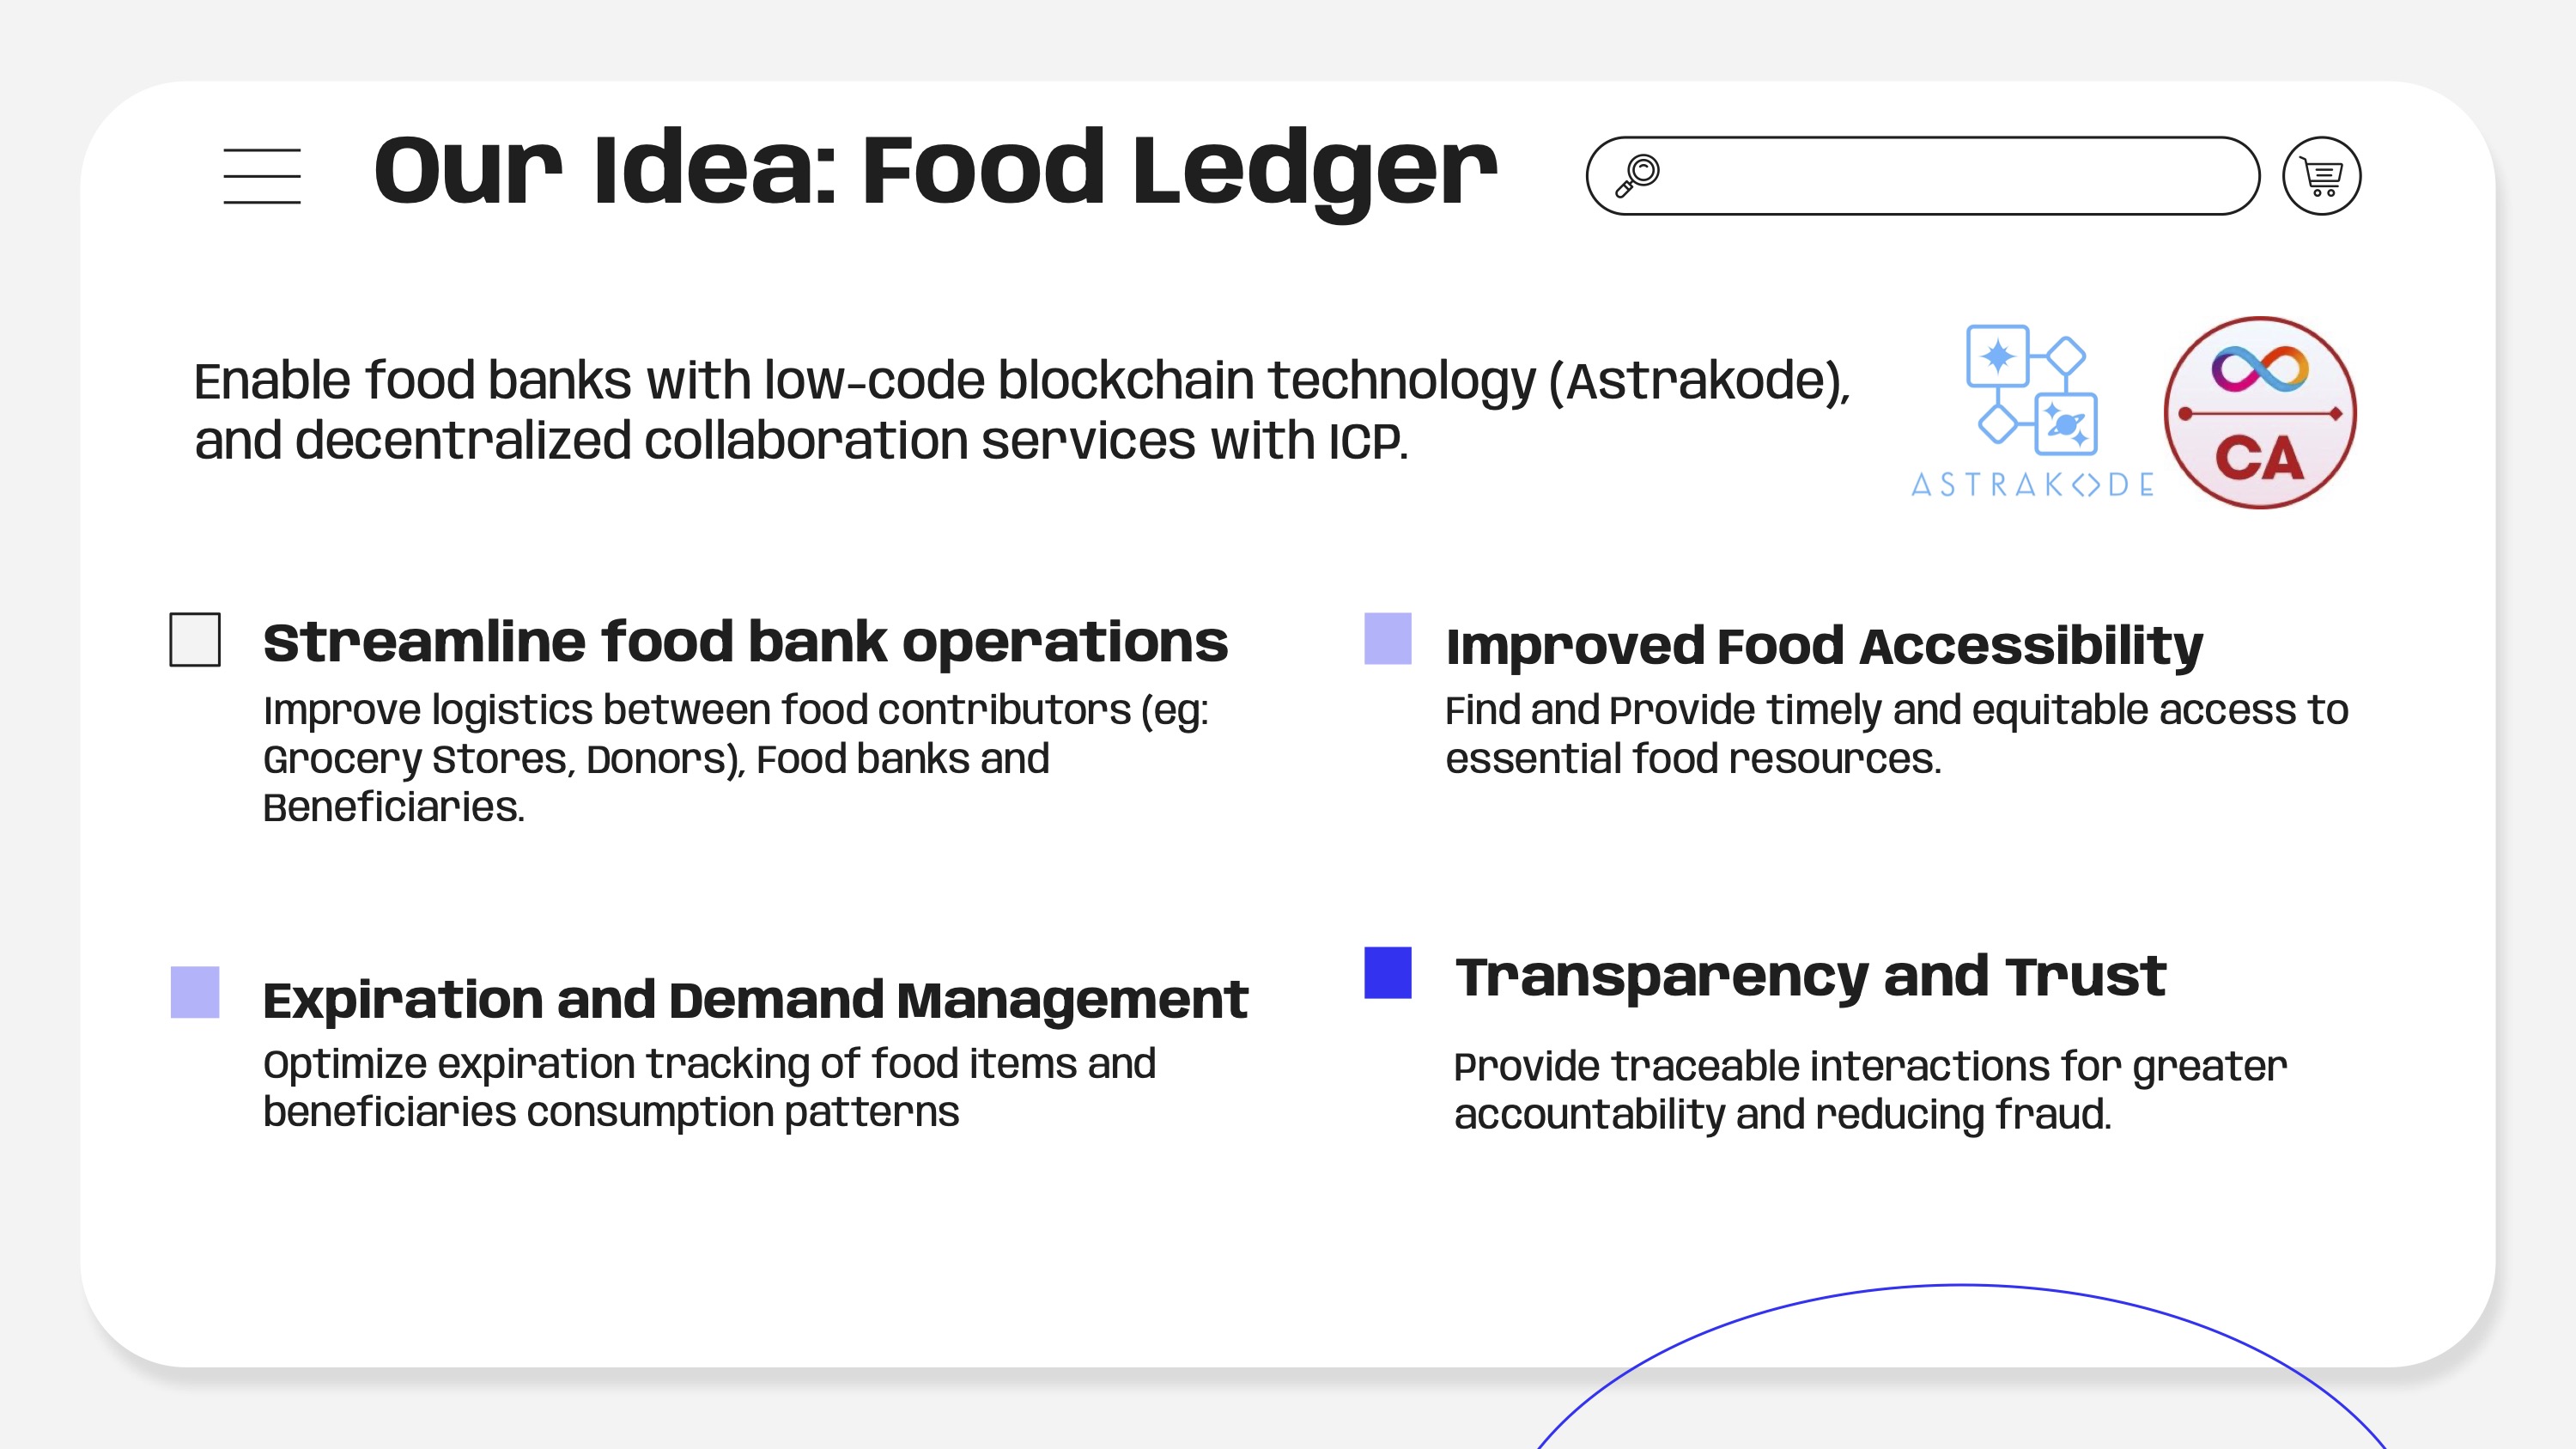 Our Idea: Food Ledger
Enable food banks with low-code blockchain technology (Astrakode),
and decentralized collaboration services with ICP.
ASTRAK<>DE
CA
Streamline food bank operations
Improve logistics between food contributors (eg:
Grocery Stores, Donors), Food banks and
Beneficiaries.
Improved Food Accessibility
Find and Provide timely and equitable access to
essential food resources.
Expiration and Demand Management
Optimize expiration tracking of food items and
beneficiaries consumption patterns
Transparency and Trust
Provide traceable interactions for greater
accountability and reducing fraud.